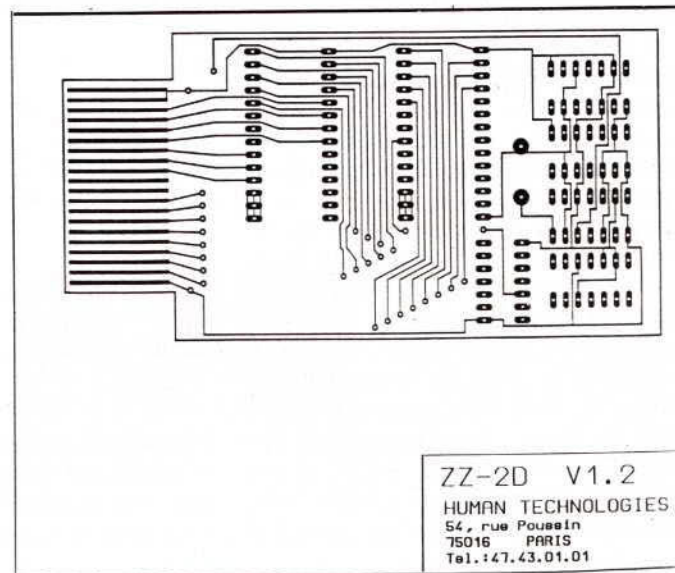 ZZ-2D V1.2
HUMAN TECHNOLOGIES
54, rue Poussin
75016 PARIS
Tel.:47.43.01.01